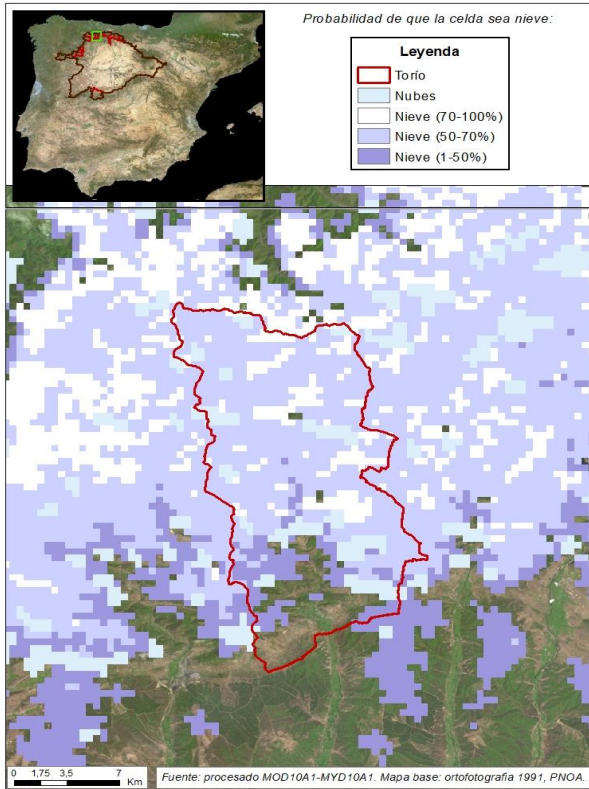 Probabilidad de que la celda sea nieve:
Leyenda
Torío
Nubes
Nieve (70-100%)
Nieve (50-70%)
Nieve (1-50%)
0 1,75 3,5 7
Km
Fuente: procesado MOD10A1-MYD10A1. Mapa base: ortofotografia 1991, PNOA.